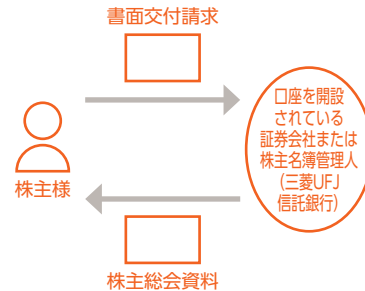 書面交付請求
口座を開設
されている
証券会社または
株主名簿管理人
(三菱UFJ
信託銀行)
株主様
株主総会資料